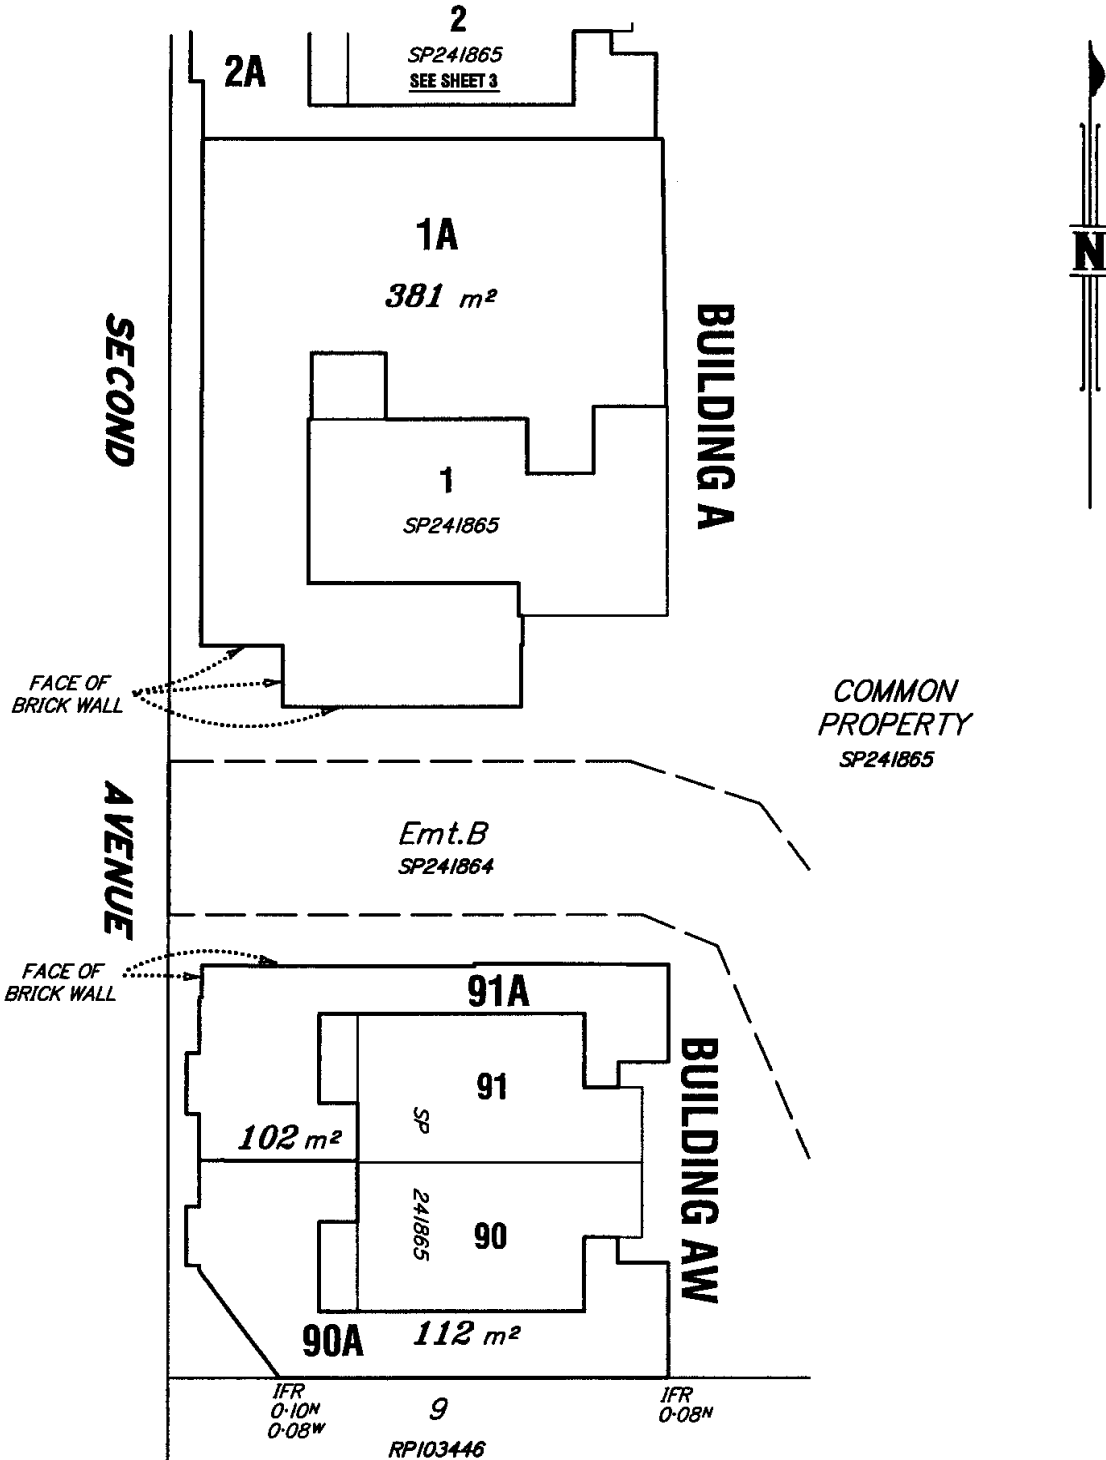 2
SP241865
SEE SHEET 3
2A
1A
381 m²
N
SECOND
BUILDING A
1
SP241865
FACE OF
BRICK WALL
COMMON
PROPERTY
SP241865
AVENUE
Emt.B
SP241864
FACE OF
BRICK WALL
91A
91
SP
102 m²
BUILDING AW
241865
90
90A
112 m²
IFR
0·10N
0·08W
9
RP103446
IFR
0·08N